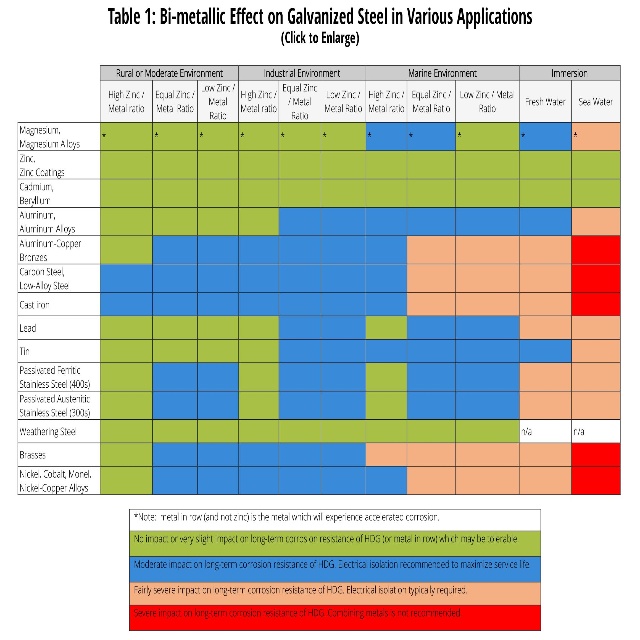 Table 1: Bi-metallic Effect on Galvanized Steel in Various Applications
(Click to Enlarge)
Rural or Moderate Environment Industrial Environment Marine Environment Immersion
High Zinc / Metal ratio Equal Zinc / Metal Ratio Low Zinc / Metal Ratio High Zinc / Metal ratio Equal Zinc / Metal Ratio Low Zinc / Metal Ratio High Zinc / Metal ratio Equal Zinc / Metal Ratio Low Zinc / Metal Ratio Fresh Water Sea Water
Magnesium,
Magnesium Alloys
* * * * * * * * * * *
Zinc,
Zinc Coatings
Cadmium,
Beryllium
Aluminum,
Aluminum Alloys
Aluminum-Copper
Bronzes
Carbon Steel,
Low-Alloy Steel
Cast Iron
Lead
Tin
Passivated Ferritic
Stainless Steel (400s)
Passivated Austenitic
Stainless Steel (300s)
Weathering Steel n/a n/a
Brasses
Nickel, Cobalt, Monel,
Nickel-Copper Alloys
*Note: metal in row (and not zinc) is the metal which will experience accelerated corrosion.
No impact or very slight impact on long-term corrosion resistance of HDG (or metal in row) which may be tolerable
Moderate impact on long-term corrosion resistance of HDG. Electrical isolation recommended to maximize service life.
Fairly severe impact on long-term corrosion resistance of HDG. Electrical isolation typically required.
Severe impact on long-term corrosion resistance of HDG. Combining metals is not recommended